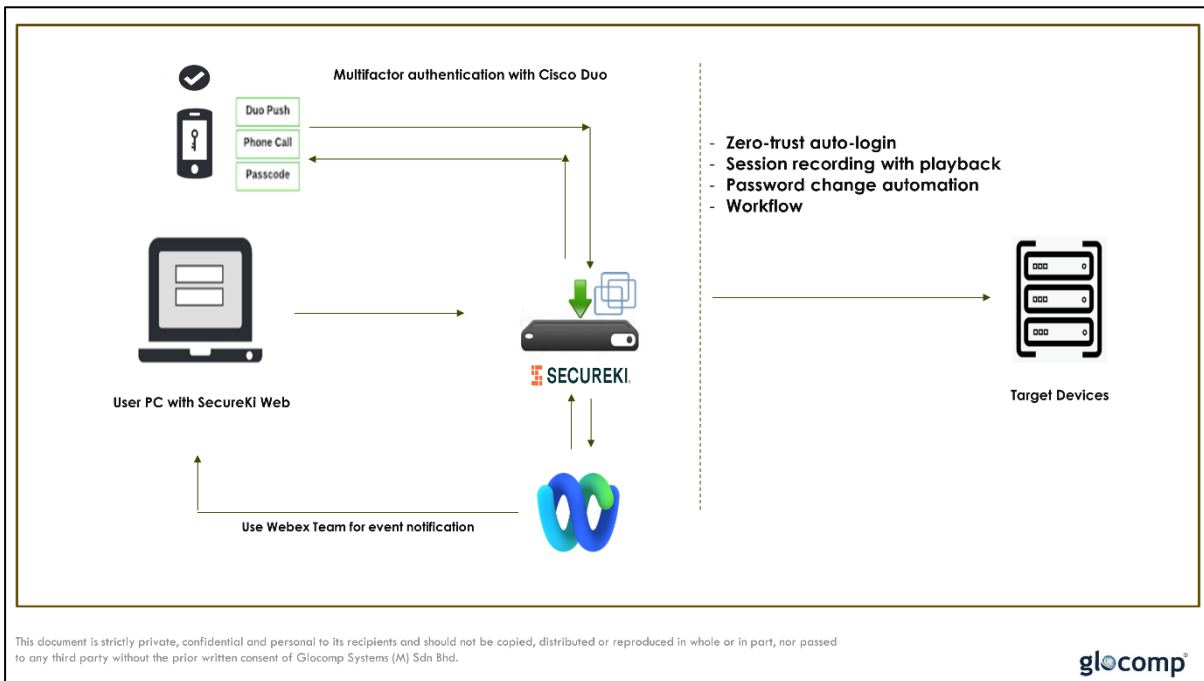 Multifactor authentication with Cisco Duo
Duo Push
Phone Call
Passcode
- Zero-trust auto-login
- Session recording with playback
- Password change automation
- Workflow
SECUREKI
User PC with SecureKi Web
Target Devices
Use Webex Team for event notification
This document is strictly private, confidential and personal to its recipients and should not be copied, distributed or reproduced in whole or in part, nor passed
to any third party without the prior written consent of Glocomp Systems (M) Sdn Bhd.
glocomp®